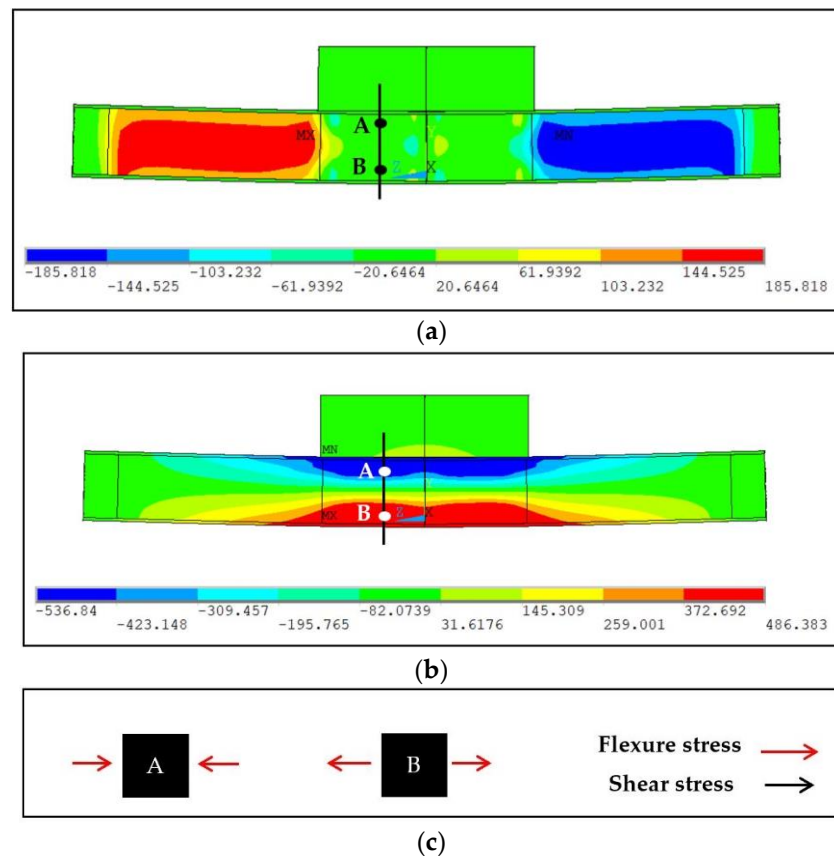 A
MX
Y
MN
B
Z
X
-185.818 -103.232 -20.6464 61.9392 144.525
-144.525 -61.9392 20.6464 103.232 185.818
(a)
MN
A
MX
B
Z
X
-536.84 -309.457 -82.0739 145.309 372.692
-423.148 -195.765 31.6176 259.001 486.383
(b)
A B Flexure stress
Shear stress
(c)